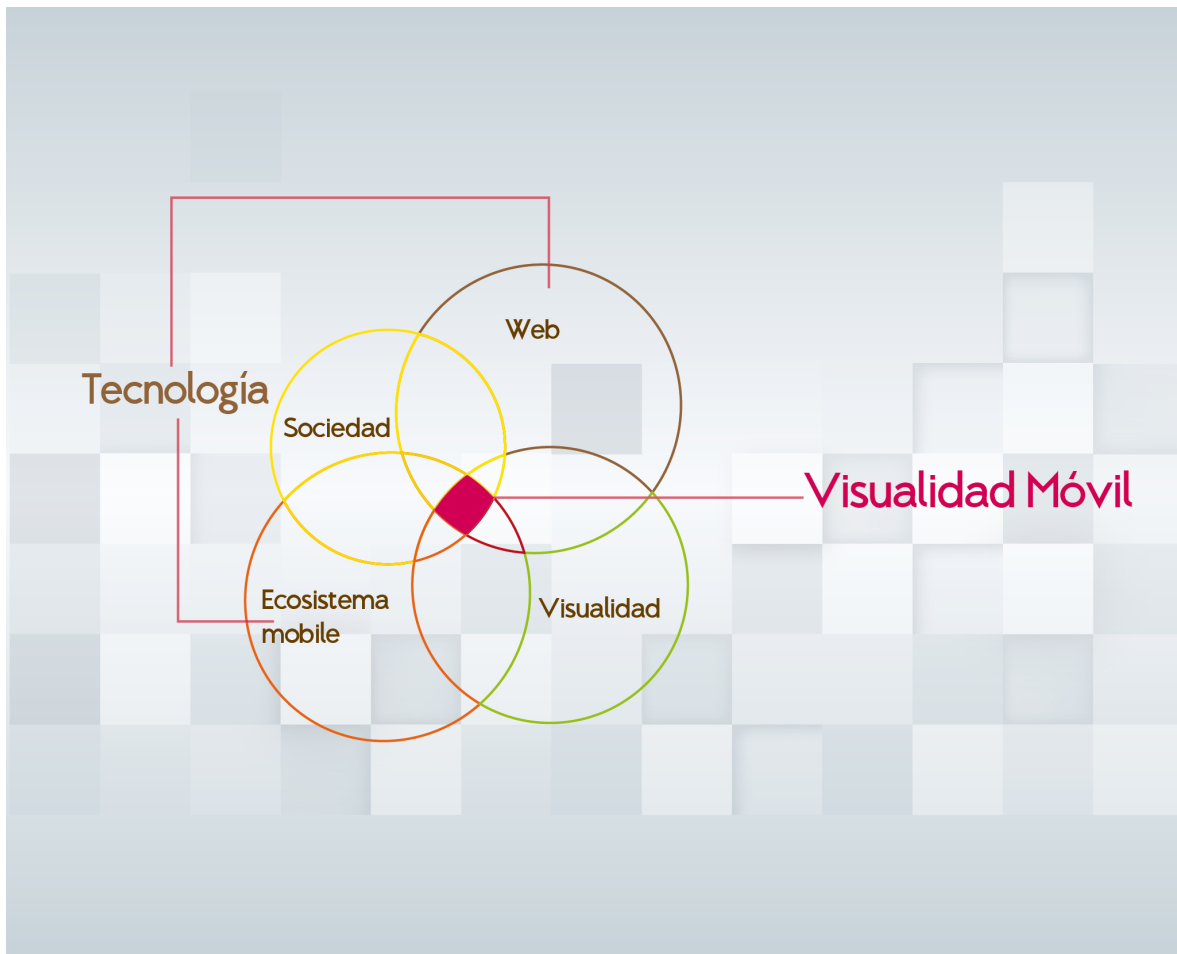 Web
Tecnología
Sociedad
Visualidad Móvil
Ecosistema
mobile
Visualidad